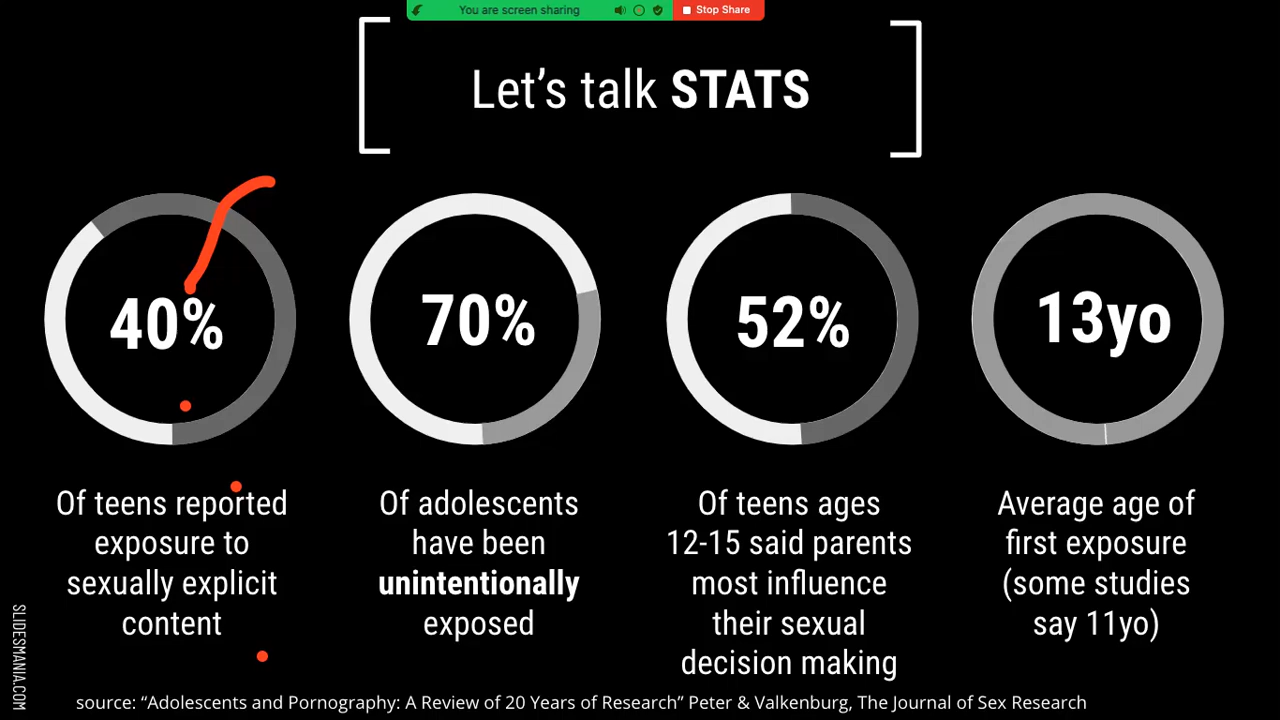 You are screen sharing
Stop Share
Let's talk STATS
40%
70%
52%
13yo
Of teens reported
exposure to
sexually explicit
content
Of adolescents
have been
unintentionally
exposed
Of teens ages
12-15 said parents
most influence
their sexual
decision making
Average age of
first exposure
(some studies
say 11yo)
SLIDESMANIA.COM
source: “Adolescents and Pornography: A Review of 20 Years of Research” Peter & Valkenburg, The Journal of Sex Research